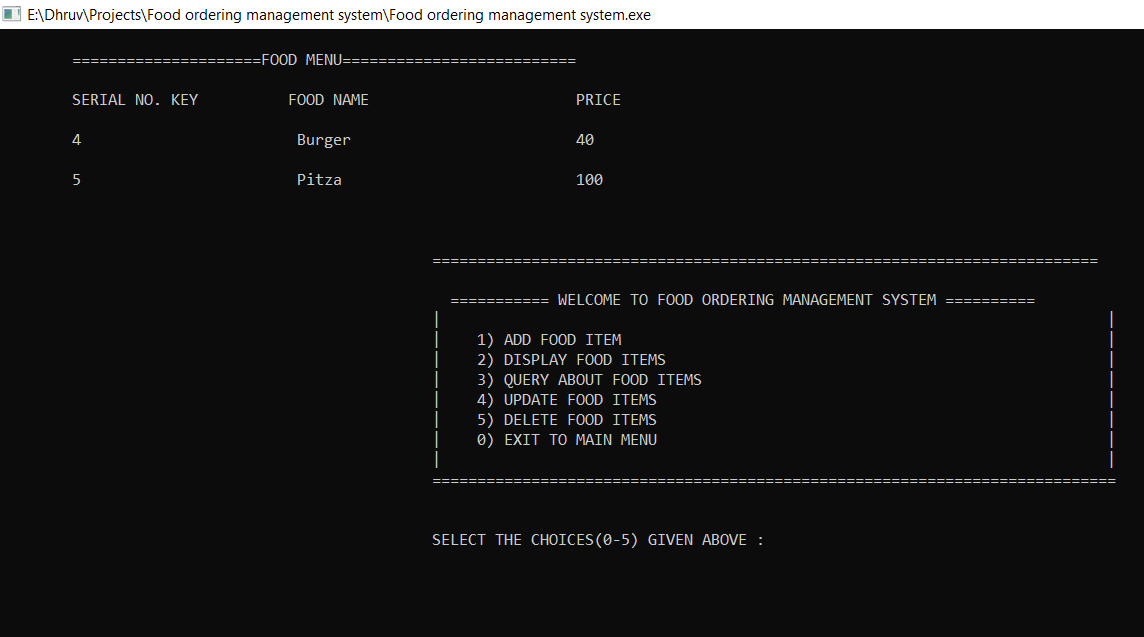 E:\Dhruv\Projects\Food ordering management system\Food ordering management system.exe
=====================FOOD MENU==========================
SERIAL NO. KEY          FOOD NAME                       PRICE
4                        Burger                         40
5                        Pitza                          100
==========================================================================
=========== WELCOME TO FOOD ORDERING MANAGEMENT SYSTEM ==========
|                                                                          |
|    1) ADD FOOD ITEM                                                      |
|    2) DISPLAY FOOD ITEMS                                                 |
|    3) QUERY ABOUT FOOD ITEMS                                             |
|    4) UPDATE FOOD ITEMS                                                  |
|    5) DELETE FOOD ITEMS                                                  |
|    0) EXIT TO MAIN MENU                                                  |
|                                                                          |
============================================================================
SELECT THE CHOICES(0-5) GIVEN ABOVE :